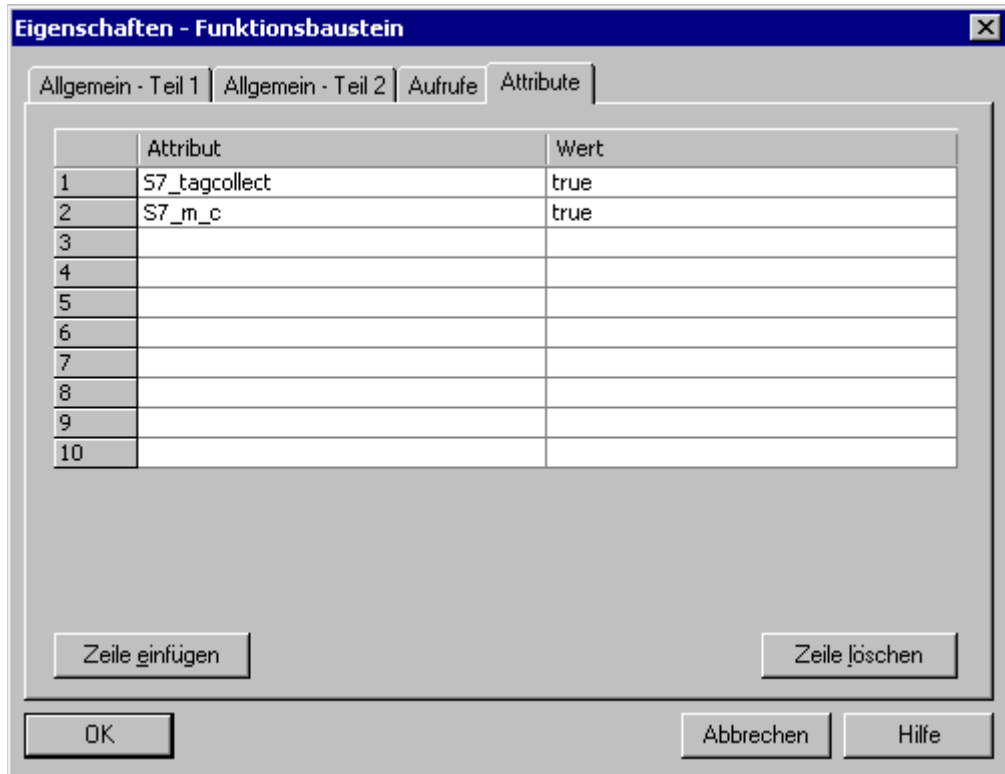 Eigenschaften - Funktionsbaustein
Allgemein - Teil 1 Allgemein - Teil 2 Aufrufe Attribute
Attribut Wert
1 S7_tagcollect true
2 S7_m_c true
3
4
5
6
7
8
9
10
Zeile einfügen Zeile löschen
OK Abbrechen Hilfe